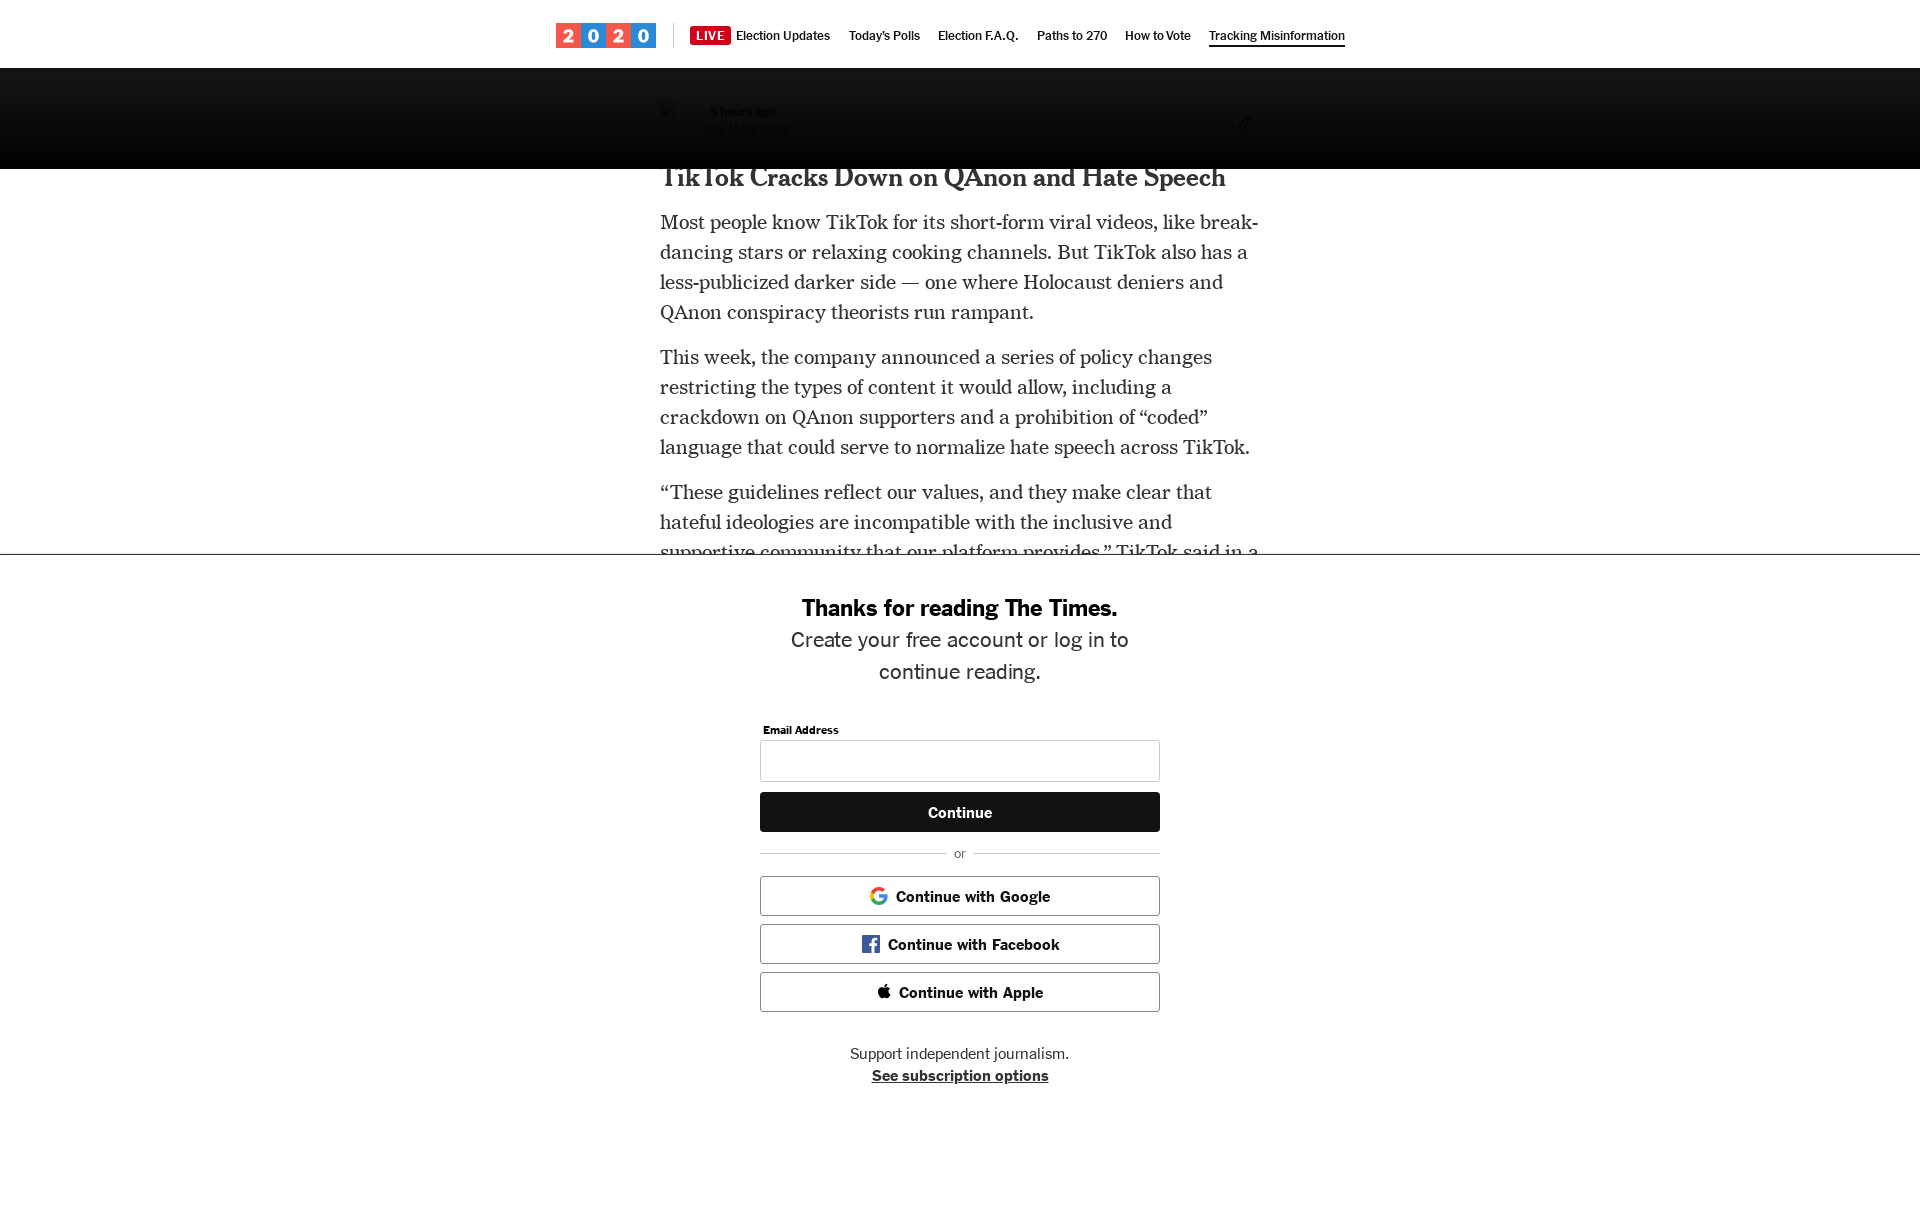 2020
LIVE Election Updates Today's Polls Election F.A.Q. Paths to 270 How to Vote Tracking Misinformation
5 hours ago
TikTok Cracks Down on QAnon and Hate Speech
Most people know TikTok for its short-form viral videos, like break-
dancing stars or relaxing cooking channels. But TikTok also has a
less-publicized darker side — one where Holocaust deniers and
QAnon conspiracy theorists run rampant.
This week, the company announced a series of policy changes
restricting the types of content it would allow, including a
crackdown on QAnon supporters and a prohibition of “coded”
language that could serve to normalize hate speech across TikTok.
“These guidelines reflect our values, and they make clear that
hateful ideologies are incompatible with the inclusive and
supportive community that our platform provides,” TikTok said in a
Thanks for reading The Times.
Create your free account or log in to
continue reading.
Email Address
Continue
or
Continue with Google
Continue with Facebook
Continue with Apple
Support independent journalism.
See subscription options